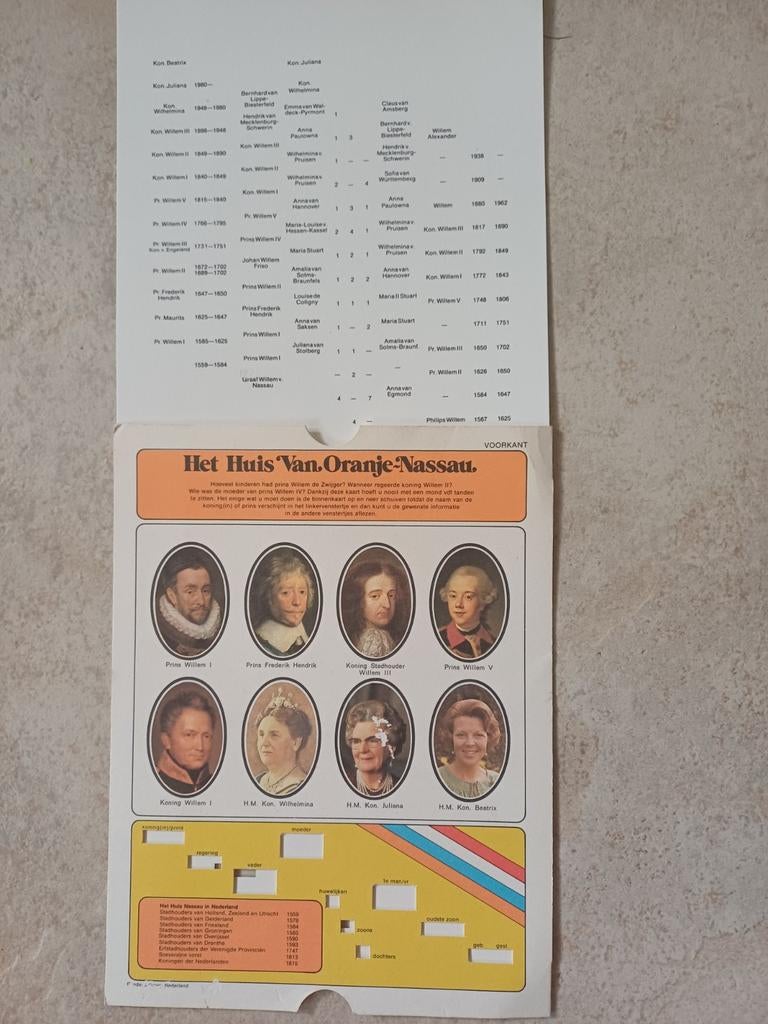 Kon. Beatrix Kon. Juliana
Kon. Juliana 1980— Kon. Wilhelmina
Kon. Wilhelmina 1948—1980 Bernhard van Lippe-Biesterfeld Emma van Waldeck-Pyrmont 1 Claus van Amsberg
Kon. Willem III 1898—1948 Hendrik van Mecklenburg-Schwerin Anna Paulowna 1 3 Bernhard v. Lippe-Biesterfeld Willem Alexander
Kon. Willem II 1849—1890 Kon. Willem III Wilhelmina v. Pruisen 1 — — Hendrik v. Mecklenburg-Schwerin — 1938 —
Kon. Willem I 1840—1849 Kon. Willem II Wilhelmina v. Pruisen 2 — 4 Sofia van Württemberg — 1909 —
Pr. Willem V 1815—1840 Kon. Willem I Anna van Hannover 1 3 1 Anna Paulowna Willem 1880 1962
Pr. Willem IV 1766—1795 Pr. Willem V Maria-Louise v. Hessen-Kassel 2 4 1 Wilhelmina v. Pruisen Kon. Willem III 1817 1890
Pr. Willem III Kon. v. Engeland 1731—1751 Prins Willem IV Maria Stuart 1 2 1 Wilhelmina v. Pruisen Kon. Willem II 1792 1849
Pr. Willem II 1672—1702 1689—1702 Johan Willem Friso Amalia van Solms-Braunfels 1 2 2 Anna van Hannover Kon. Willem I 1772 1843
Pr. Frederik Hendrik 1647—1650 Prins Willem II Louise de Coligny 1 1 1 Maria II Stuart Pr. Willem V 1748 1806
Pr. Maurits 1625—1647 Prins Frederik Hendrik Anna van Saksen 1 — 2 Maria Stuart — 1711 1751
Pr. Willem I 1585—1625 Prins Willem I Juliana van Stolberg 1 1 — Amalia van Solms-Braunf. Pr. Willem III 1650 1702
1559—1584 Prins Willem I — 2 — — Pr. Willem II 1626 1650
Graaf Willem v. Nassau 4 — 7 Anna van Egmond — 1584 1647
4 — Philips Willem 1567 1625
VOORKANT
Het Huis Van Oranje-Nassau.
Hoeveel kinderen had prins Willem de Zwijger? Wanneer regeerde koning Willem II?
Wie was de moeder van prins Willem IV? Dankzij deze kaart hoeft u nooit met een mond vol tanden
te zitten. Het enige wat u moet doen is de binnenkaart op en neer schuiven totdat de naam van de
koning(in) of prins verschijnt in het linkervenstertje en dan kunt u de gewenste informatie
in de andere venstertjes aflezen.
Prins Willem I Prins Frederik Hendrik Koning Stadhouder Prins Willem V
Willem III
Koning Willem I H.M. Kon. Wilhelmina H.M. Kon. Juliana H.M. Kon. Beatrix
koning(in)/prins
moeder
regering
vader
1e man/vr
huwelijken
oudste zoon
zoons
geb. gest.
dochters
Het Huis Nassau in Nederland
Stadhouders van Holland, Zeeland en Utrecht 1559
Stadhouders van Gelderland 1579
Stadhouders van Friesland 1584
Stadhouders van Groningen 1585
Stadhouders van Overijssel 1590
Stadhouders van Drenthe 1593
Erfstadhouders der Verenigde Provinciën 1747
Soevereine vorst 1813
Koningen der Nederlanden 1815
Nederland